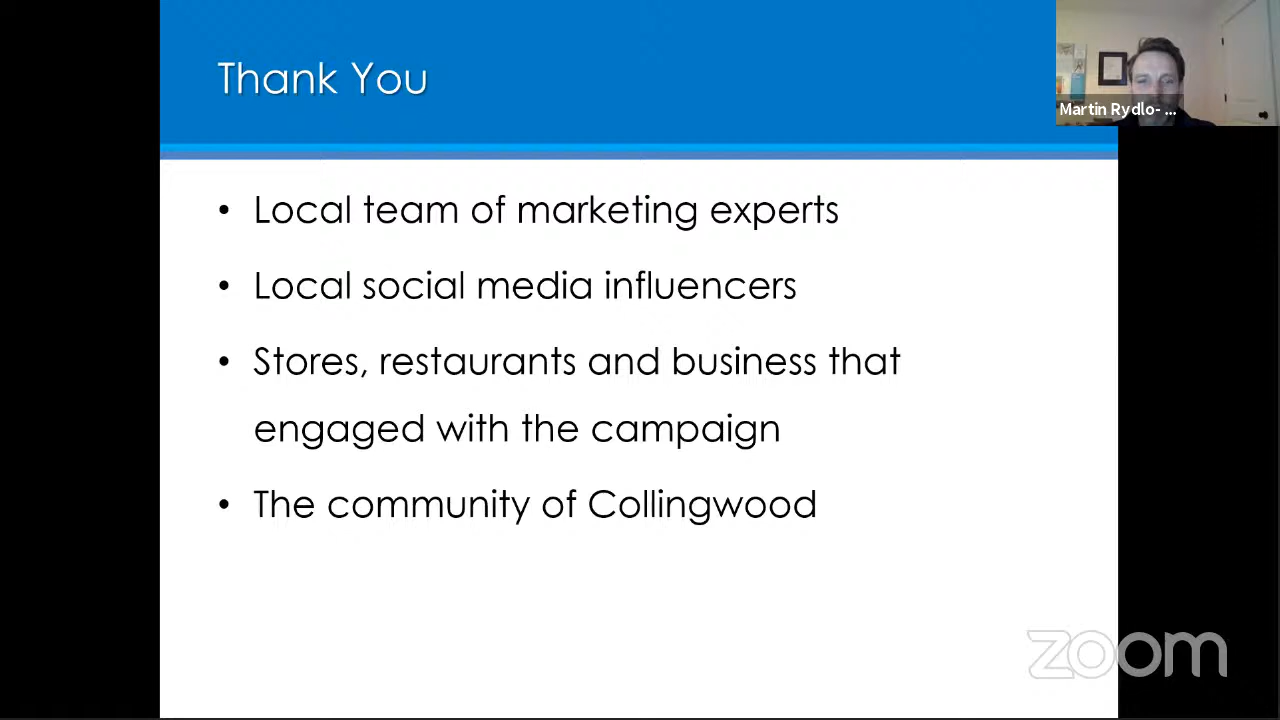 Thank You
Martin Rydlo- ...
• Local team of marketing experts
• Local social media influencers
• Stores, restaurants and business that
engaged with the campaign
• The community of Collingwood
zoom